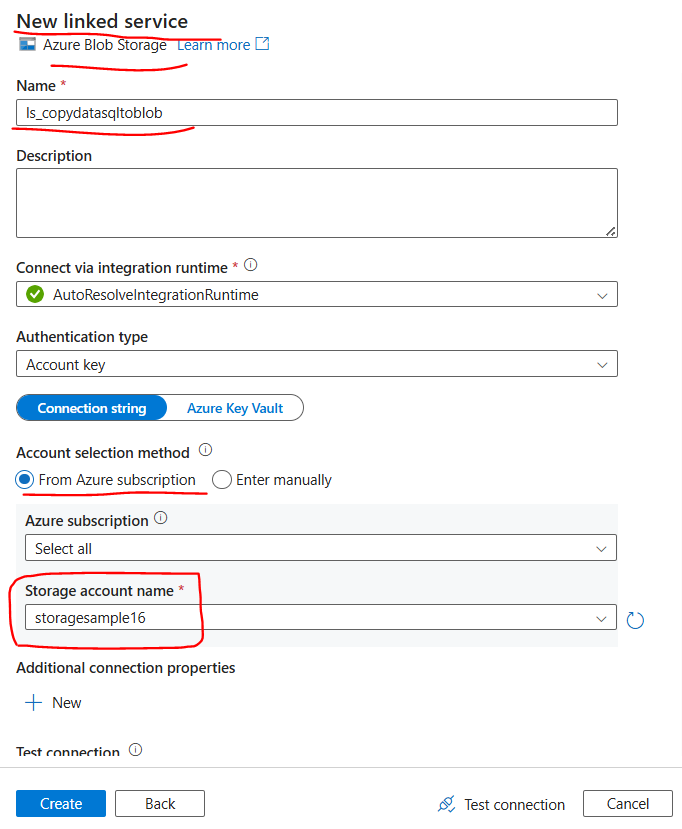 New linked service
Azure Blob Storage Learn more
Name *
ls_copydatasqltoblob
Description
Connect via integration runtime *
AutoResolveIntegrationRuntime
Authentication type
Account key
Connection string Azure Key Vault
Account selection method
From Azure subscription Enter manually
Azure subscription
Select all
Storage account name *
storagesample16
Additional connection properties
New
Test connection
Create Back Test connection Cancel